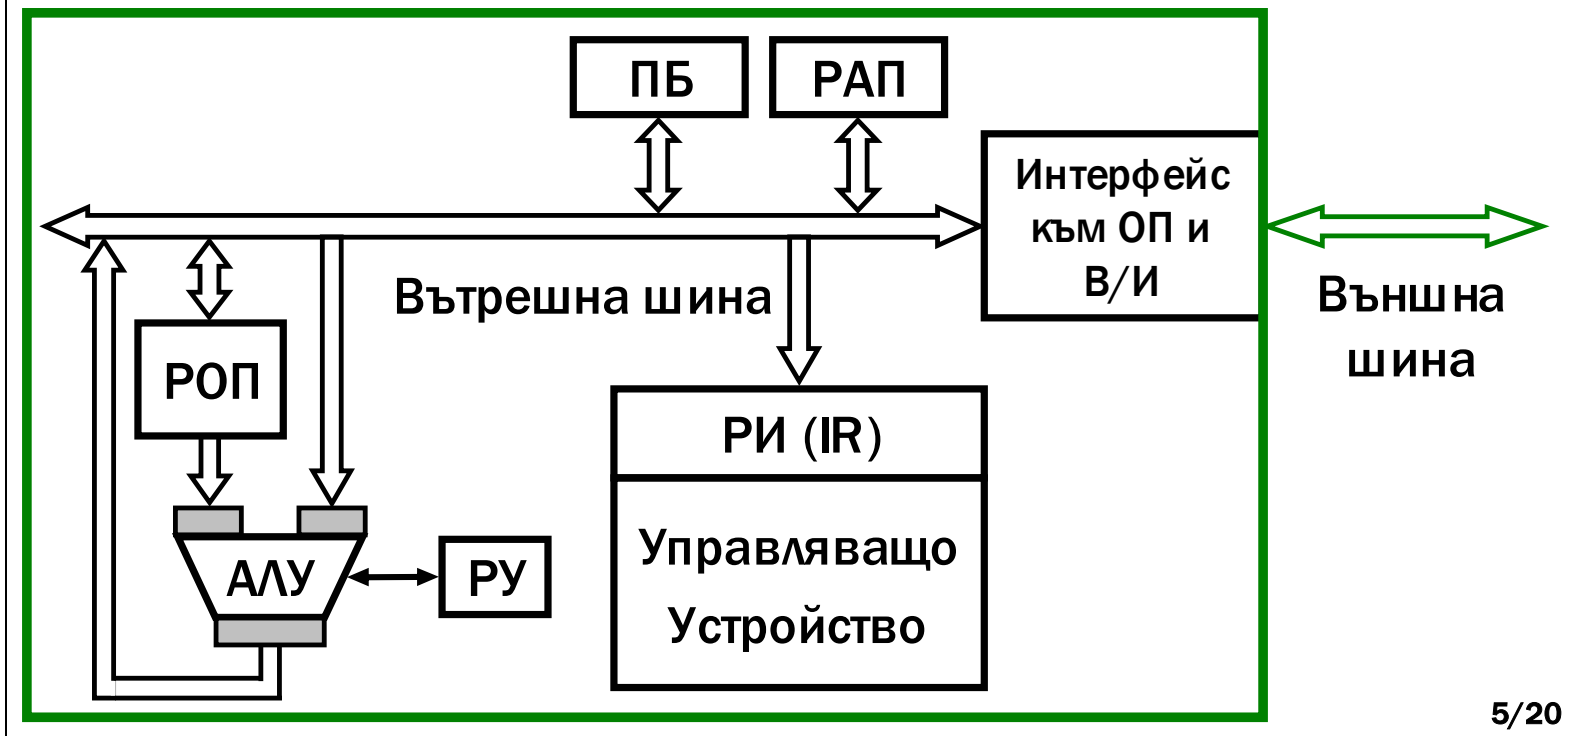 ПБ
РАП
Интерфейс
към ОП и
В/И
Вътрешна шина
Външна
шина
РОП
РИ (IR)
АЛУ
РУ
Управляващо
Устройство
5/20